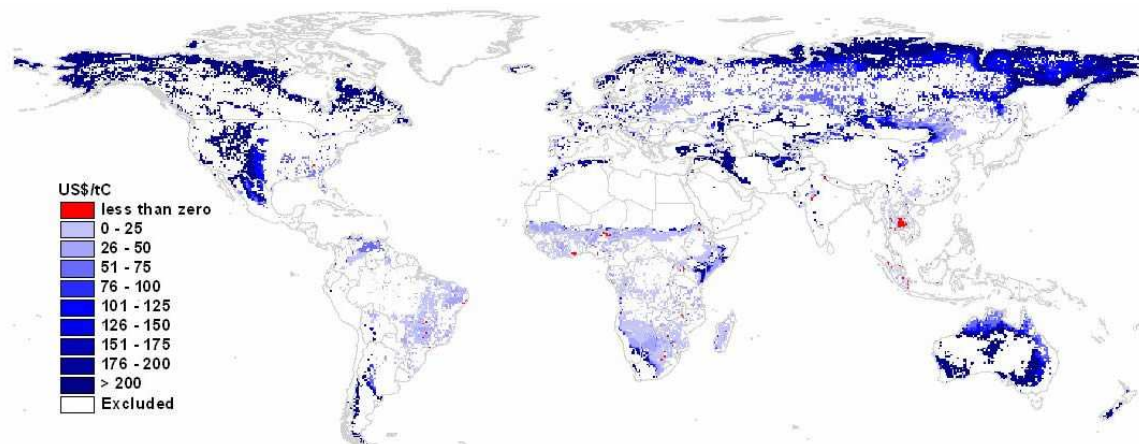 US$/tC
less than zero
0 - 25
26 - 50
51 - 75
76 - 100
101 - 125
126 - 150
151 - 175
176 - 200
> 200
Excluded